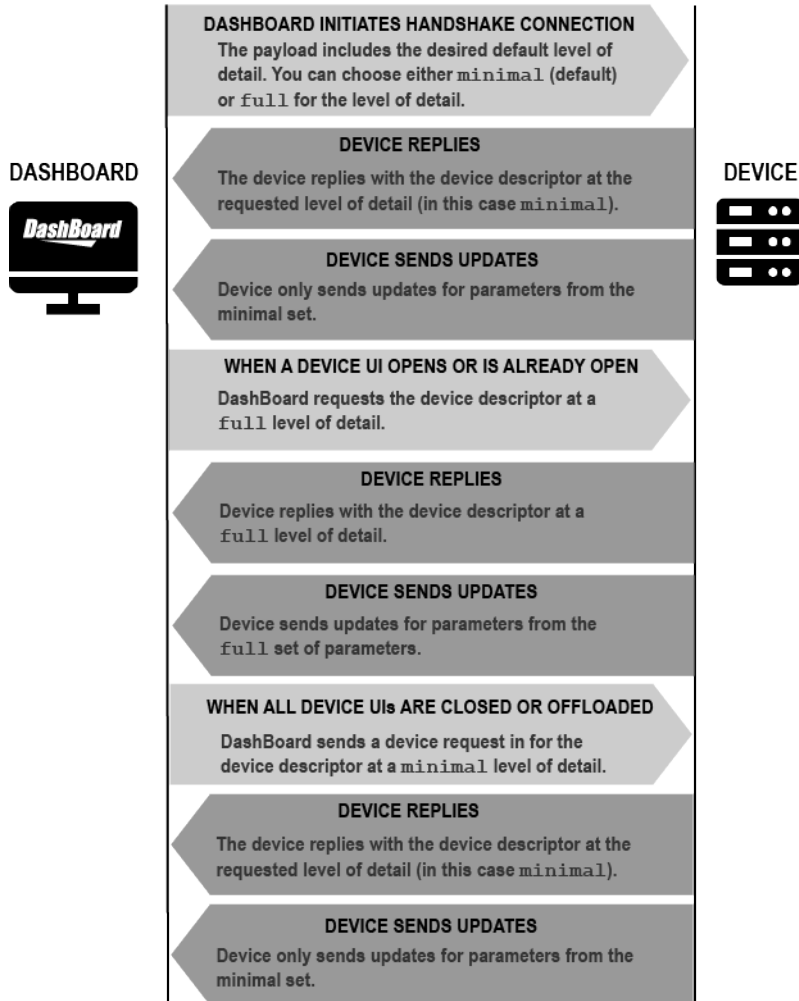 DASHBOARD INITIATES HANDSHAKE CONNECTION
The payload includes the desired default level of
detail. You can choose either minimal (default)
or full for the level of detail.
DEVICE REPLIES
The device replies with the device descriptor at the
requested level of detail (in this case minimal).
DASHBOARD
DashBoard
DEVICE
DEVICE SENDS UPDATES
Device only sends updates for parameters from the
minimal set.
WHEN A DEVICE UI OPENS OR IS ALREADY OPEN
DashBoard requests the device descriptor at a
full level of detail.
DEVICE REPLIES
Device replies with the device descriptor at a
full level of detail.
DEVICE SENDS UPDATES
Device sends updates for parameters from the
full set of parameters.
WHEN ALL DEVICE UIs ARE CLOSED OR OFFLOADED
DashBoard sends a device request in for the
device descriptor at a minimal level of detail.
DEVICE REPLIES
The device replies with the device descriptor at the
requested level of detail (in this case minimal).
DEVICE SENDS UPDATES
Device only sends updates for parameters from the
minimal set.